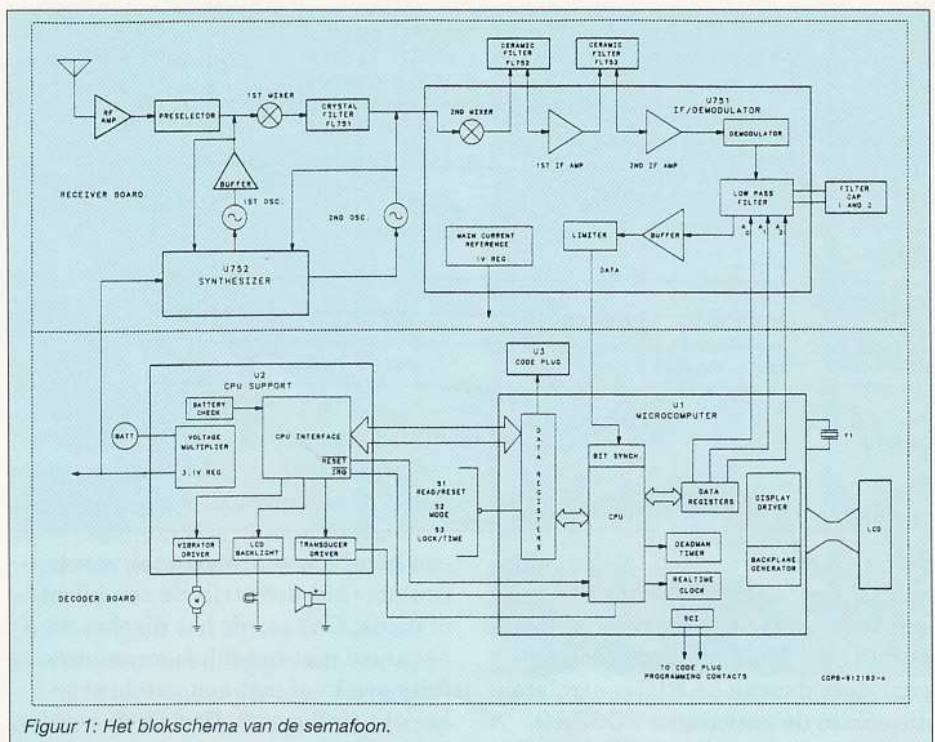 CERAMIC
FILTER
FL752
CERAMIC
FILTER
FL753
U751
IF/DEMODULATOR
1ST MIXER
RF
AMP
PRESELECTOR
CRYSTAL
FILTER
FL751
2ND MIXER
DEMODULATOR
1ST IF AMP
2ND IF AMP
BUFFER
RECEIVER BOARD
1ST OSC.
2ND OSC.
LOW PASS
FILTER
FILTER
CAP
1 AND 2
A0
A1
A2
LIMITER
BUFFER
MAIN CURRENT
REFERENCE
1V REG
DATA
U752
SYNTHESIZER
U3
CODE PLUG
U2
CPU SUPPORT
U1
MICROCOMPUTER
BATTERY
CHECK
BATT
VOLTAGE
MULTIPLIER
3.1V REG
CPU INTERFACE
RESET
IRQ
S1
READ/RESET
S2
MODE
S3
LOCK/TIME
DATA REGISTERS
BIT SYNCH.
CPU
DATA
REGISTERS
Y1
DISPLAY
DRIVER
LCD
BACKPLANE
GENERATOR
VIBRATOR
DRIVER
LCD
BACKLIGHT
TRANSDUCER
DRIVER
DEADMAN
TIMER
REALTIME
CLOCK
DECODER BOARD
SCI
TO CODE PLUG
PROGRAMMING CONTACTS
Figuur 1: Het blokschema van de semafoon.